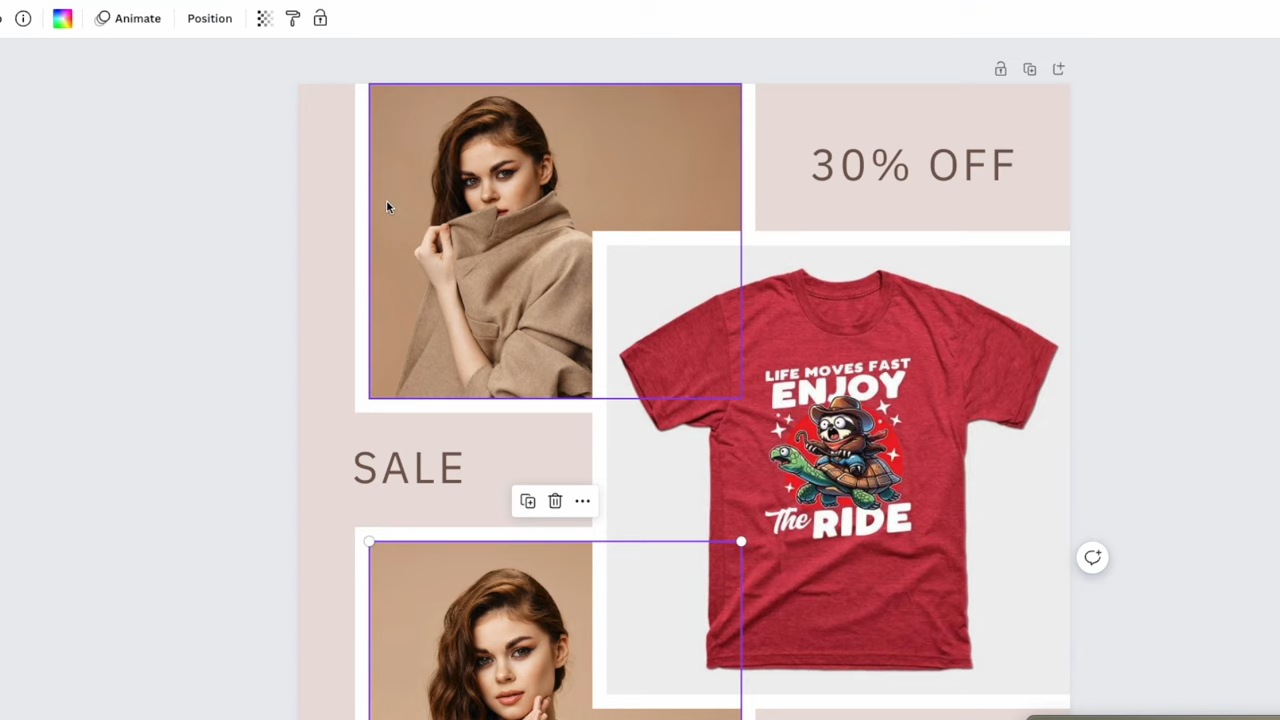 Animate
Position
30% OFF
LIFE MOVES FAST
ENJOY
The RIDE
SALE